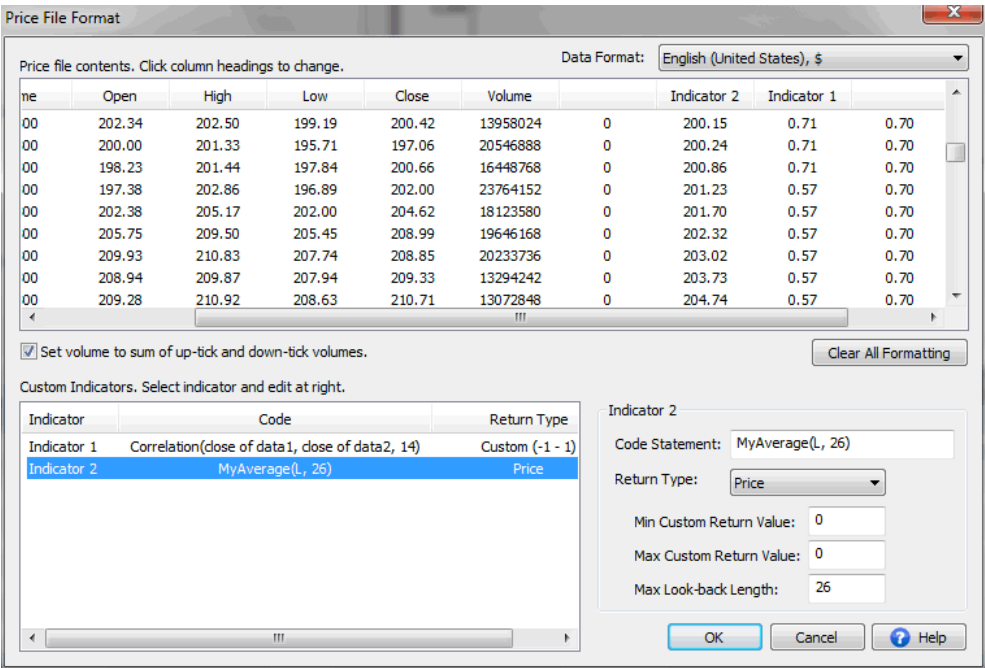 Price File Format
Price file contents. Click column headings to change. Data Format: English (United States), $
me Open High Low Close Volume Indicator 2 Indicator 1
00 202.34 202.50 199.19 200.42 13958024 0 200.15 0.71 0.70
00 200.00 201.33 195.71 197.06 20546888 0 200.24 0.71 0.70
00 198.23 201.44 197.84 200.66 16448768 0 200.86 0.71 0.70
00 197.38 202.86 196.89 202.00 23764152 0 201.23 0.57 0.70
00 202.38 205.17 202.00 204.62 18123580 0 201.70 0.57 0.70
00 205.75 209.50 205.45 208.99 19646168 0 202.32 0.57 0.70
00 209.93 210.83 207.74 208.85 20233736 0 203.02 0.57 0.70
00 208.94 209.87 207.94 209.33 13294242 0 203.73 0.57 0.70
00 209.28 210.92 208.63 210.71 13072848 0 204.74 0.57 0.70
Set volume to sum of up-tick and down-tick volumes. Clear All Formatting
Custom Indicators. Select indicator and edit at right.
Indicator Code Return Type
Indicator 1 Correlation(close of data1, close of data2, 14) Custom (-1 - 1)
Indicator 2 MyAverage(L, 26) Price
Indicator 2
Code Statement: MyAverage(L, 26)
Return Type: Price
Min Custom Return Value: 0
Max Custom Return Value: 0
Max Look-back Length: 26
OK Cancel Help